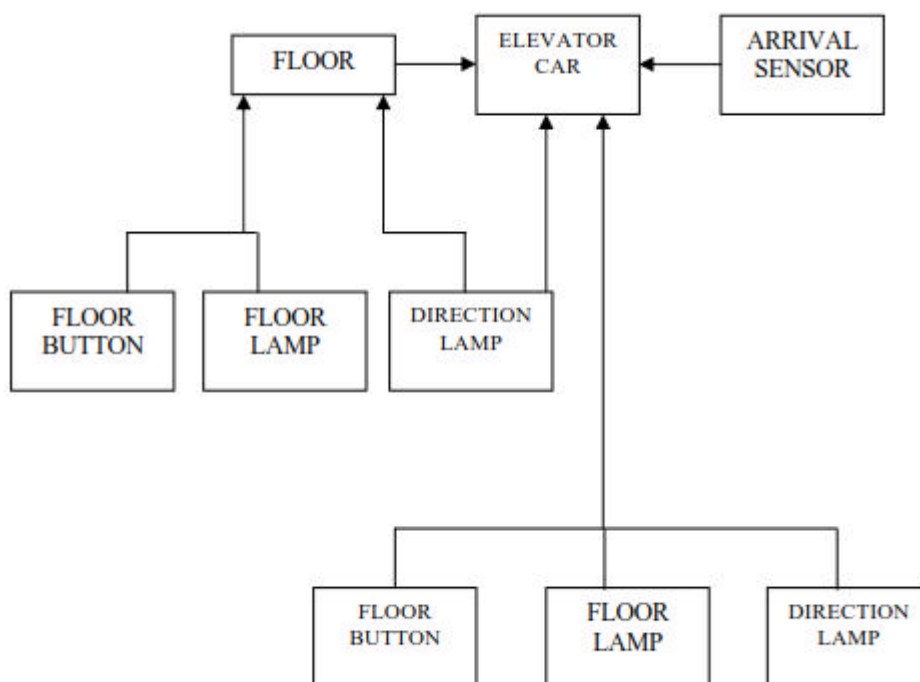 FLOOR
ELEVATOR
CAR
ARRIVAL
SENSOR
FLOOR
BUTTON
FLOOR
LAMP
DIRECTION
LAMP
FLOOR
BUTTON
FLOOR
LAMP
DIRECTION
LAMP